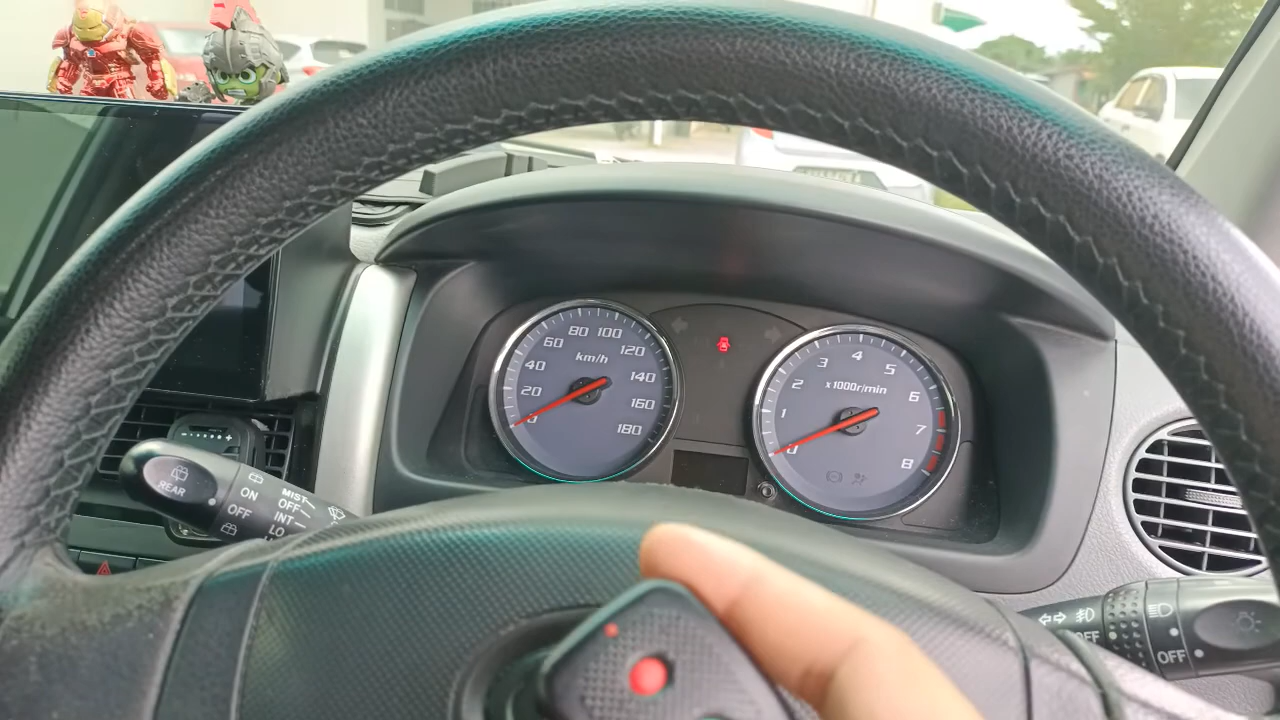 80 100
60 120
km/h
40 140
20 160
0 180
4
3 5
2 x1000r/min 6
1 7
0 8
REAR
ON
OFF
MIST
OFF
INT
LO
OFF
OFF